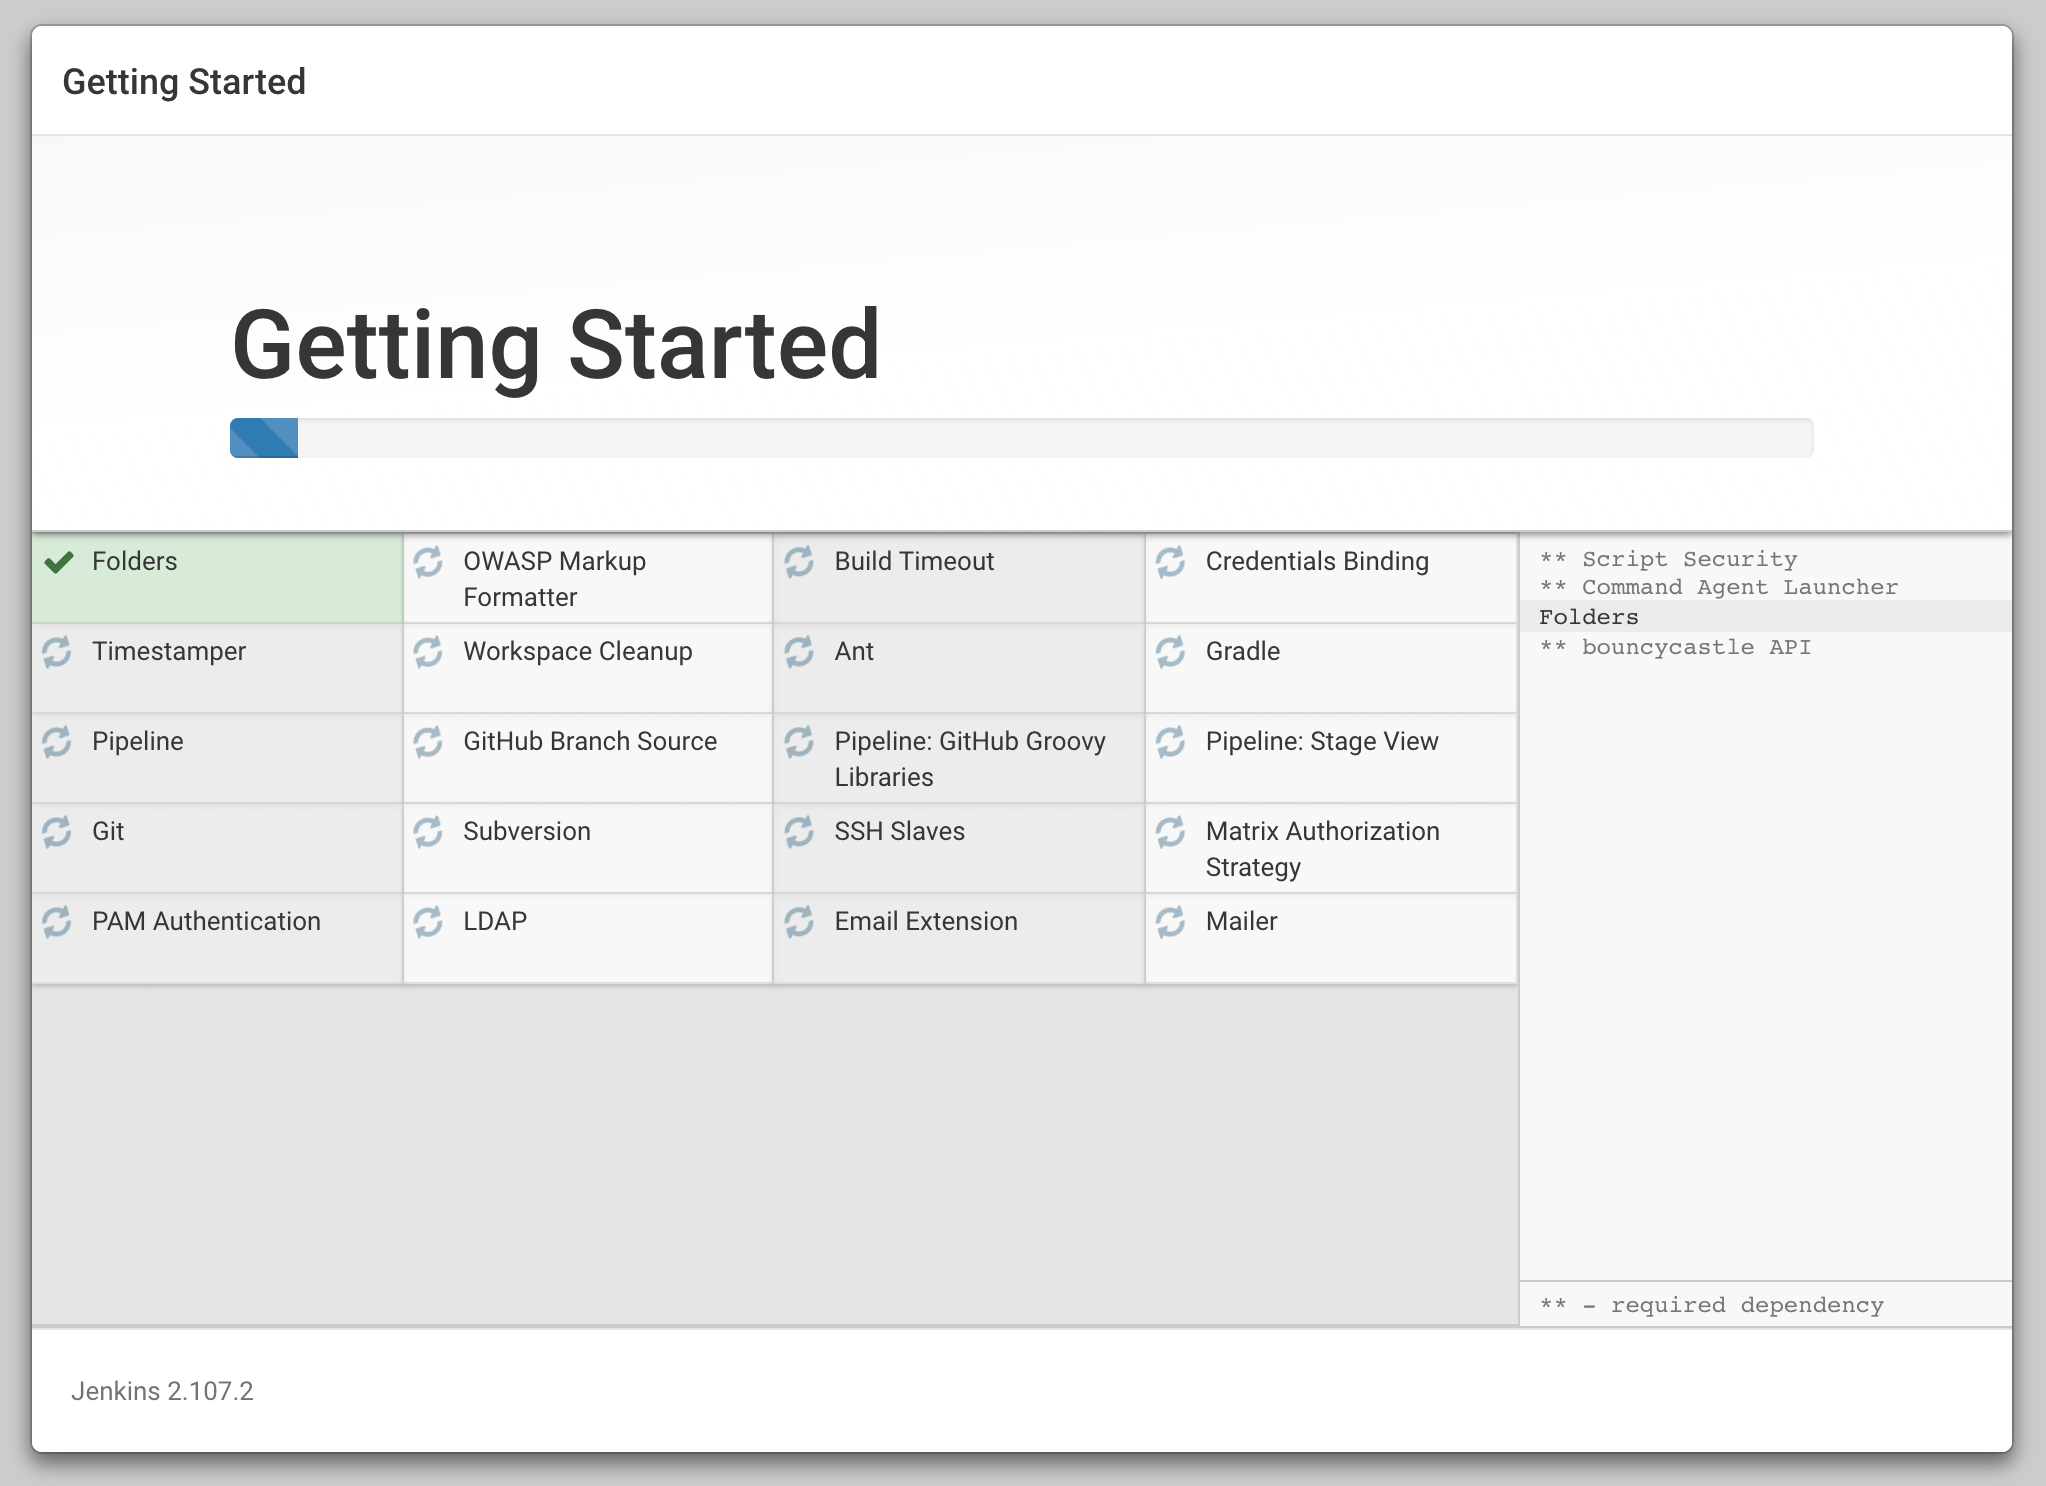 Getting Started
Getting Started
Folders
OWASP Markup
Formatter
Build Timeout
Credentials Binding
Timestamper
Workspace Cleanup
Ant
Gradle
Pipeline
GitHub Branch Source
Pipeline: GitHub Groovy
Libraries
Pipeline: Stage View
Git
Subversion
SSH Slaves
Matrix Authorization
Strategy
PAM Authentication
LDAP
Email Extension
Mailer
** Script Security
** Command Agent Launcher
Folders
** bouncycastle API
** - required dependency
Jenkins 2.107.2